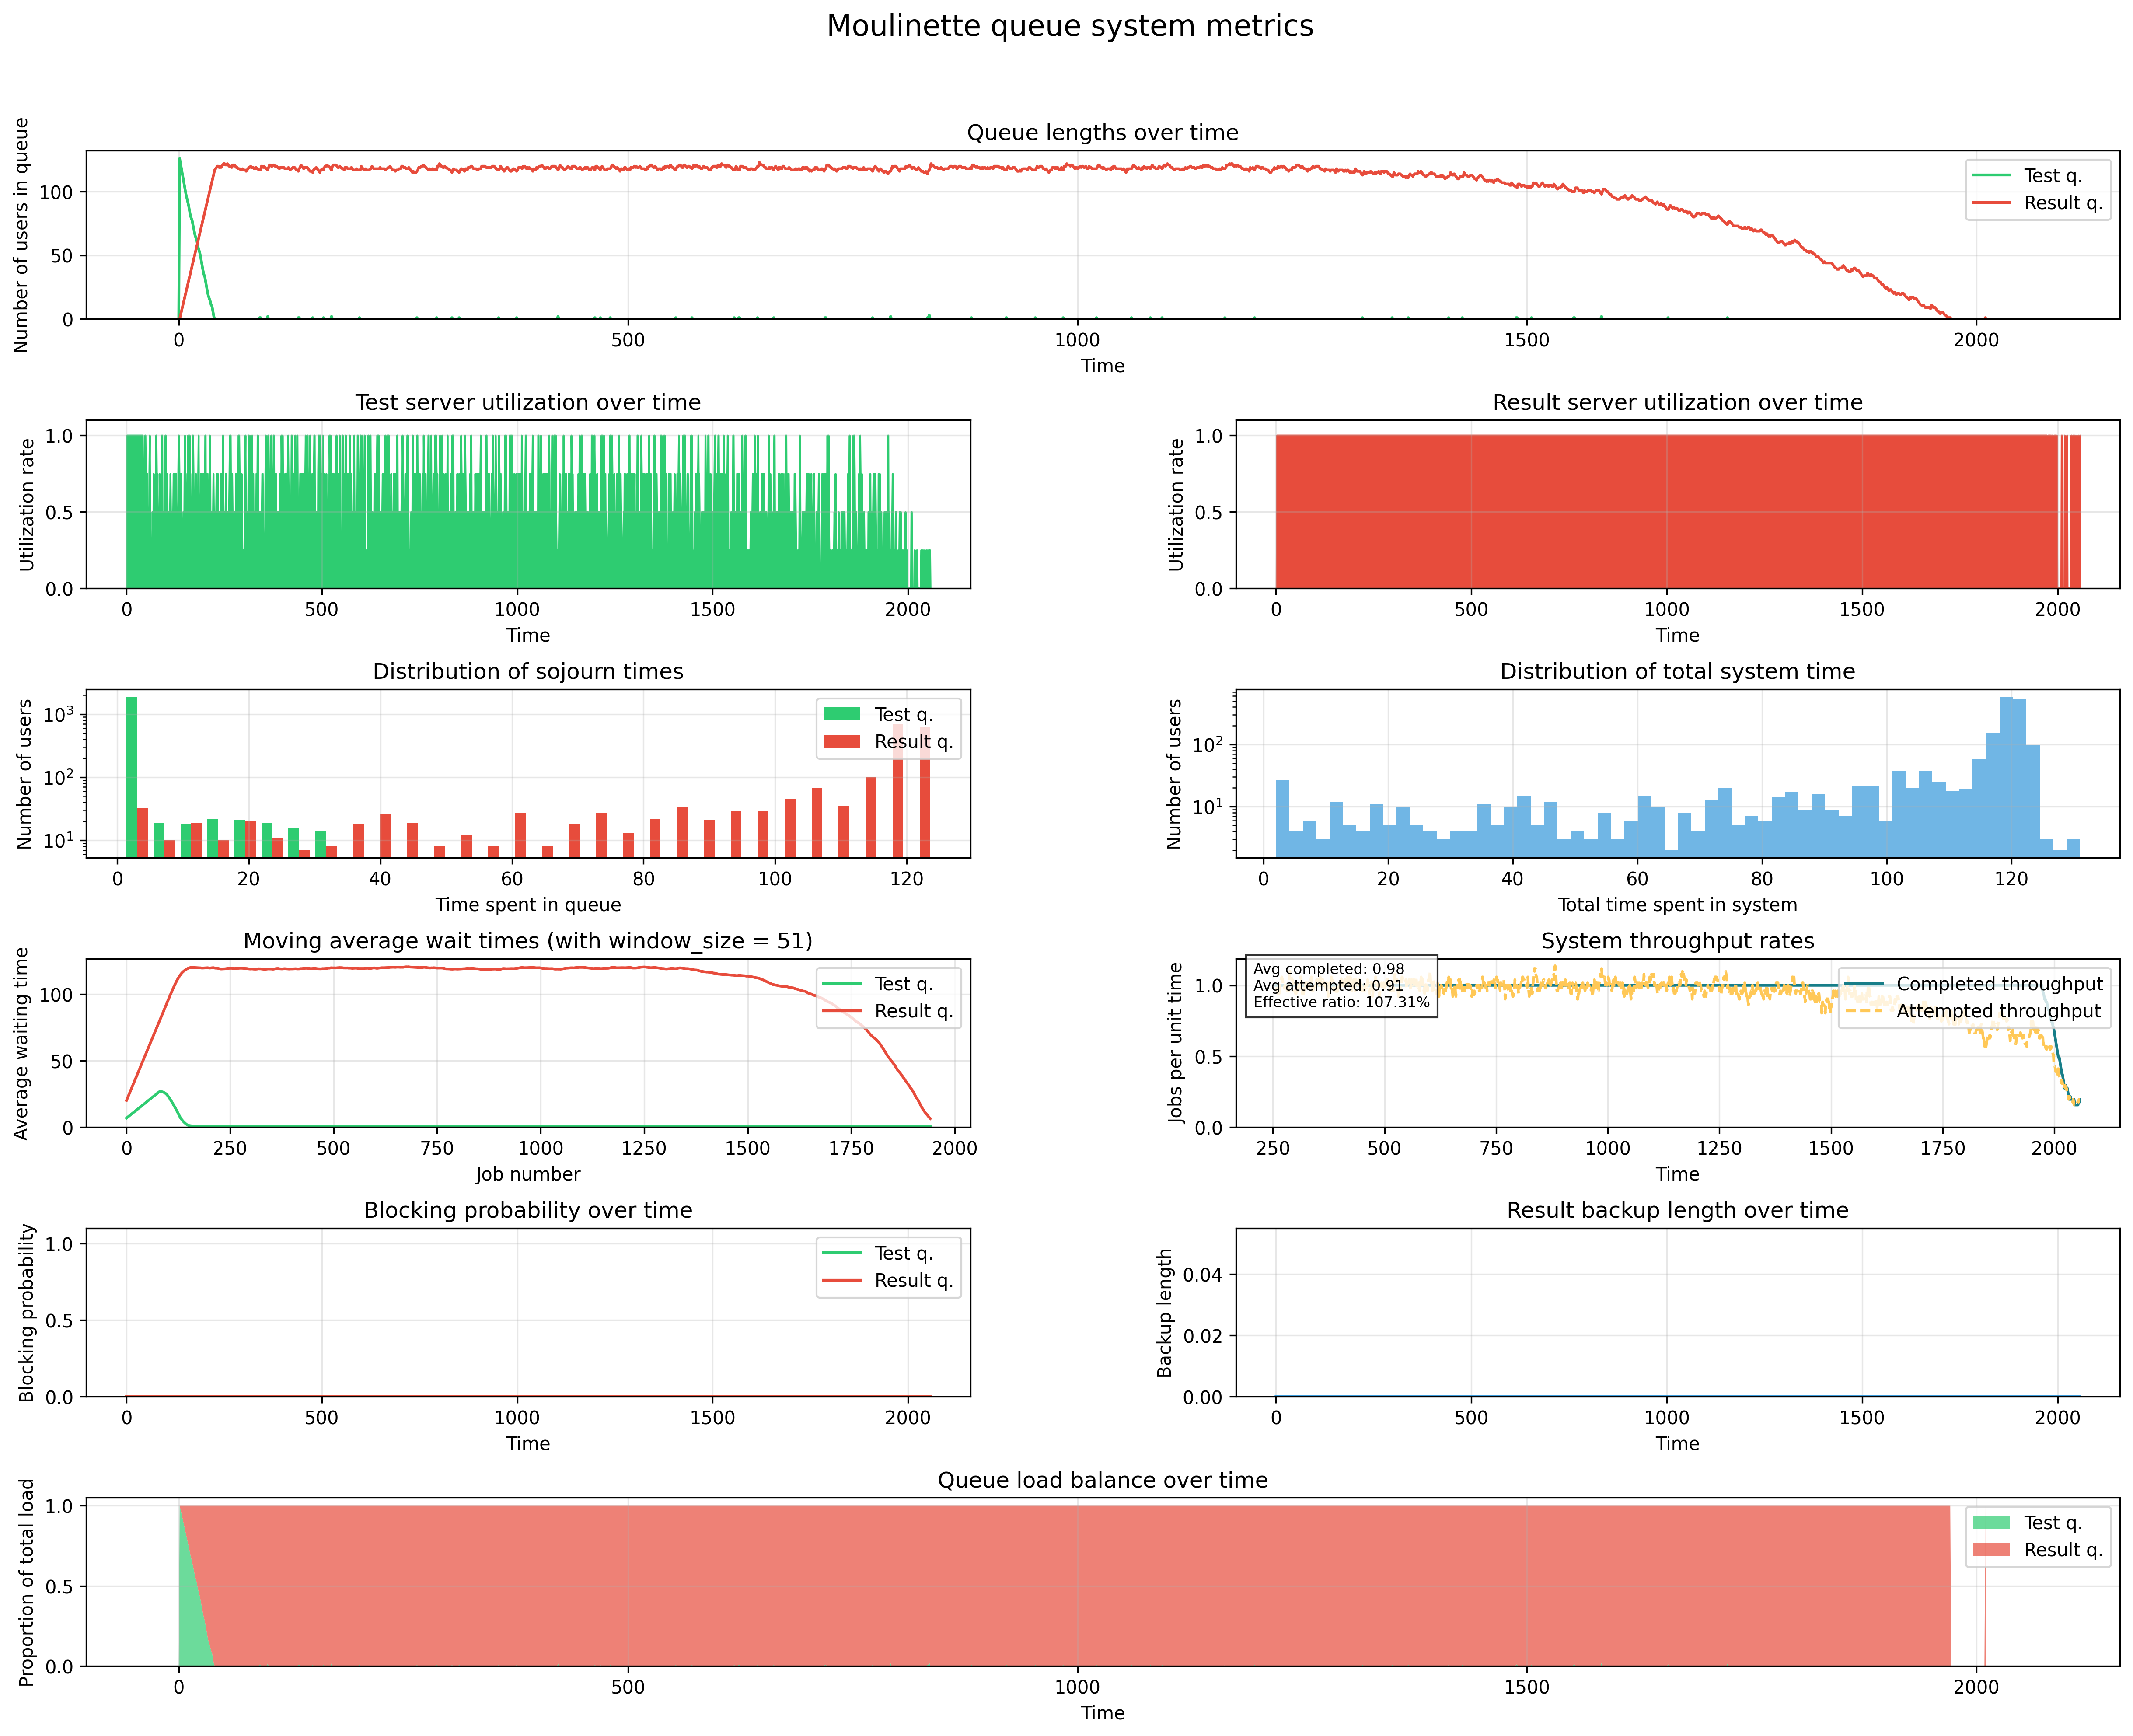 Moulinette queue system metrics
Queue lengths over time
Number of users in queue
100
50
0
Test q.
Result q.
0 500 1000 1500 2000
Time
Test server utilization over time
Utilization rate
1.0
0.5
0.0
0 500 1000 1500 2000
Time
Result server utilization over time
Utilization rate
1.0
0.5
0.0
0 500 1000 1500 2000
Time
Distribution of sojourn times
Number of users
10³
10²
10¹
Test q.
Result q.
0 20 40 60 80 100 120
Time spent in queue
Distribution of total system time
Number of users
10²
10¹
0 20 40 60 80 100 120
Total time spent in system
Moving average wait times (with window_size = 51)
Average waiting time
100
50
0
Test q.
Result q.
0 250 500 750 1000 1250 1500 1750 2000
Job number
System throughput rates
Jobs per unit time
1.0
0.5
0.0
Avg completed: 0.98
Avg attempted: 0.91
Effective ratio: 107.31%
Completed throughput
Attempted throughput
250 500 750 1000 1250 1500 1750 2000
Time
Blocking probability over time
Blocking probability
1.0
0.5
0.0
Test q.
Result q.
0 500 1000 1500 2000
Time
Result backup length over time
Backup length
0.04
0.02
0.00
0 500 1000 1500 2000
Time
Queue load balance over time
Proportion of total load
1.0
0.5
0.0
Test q.
Result q.
0 500 1000 1500 2000
Time